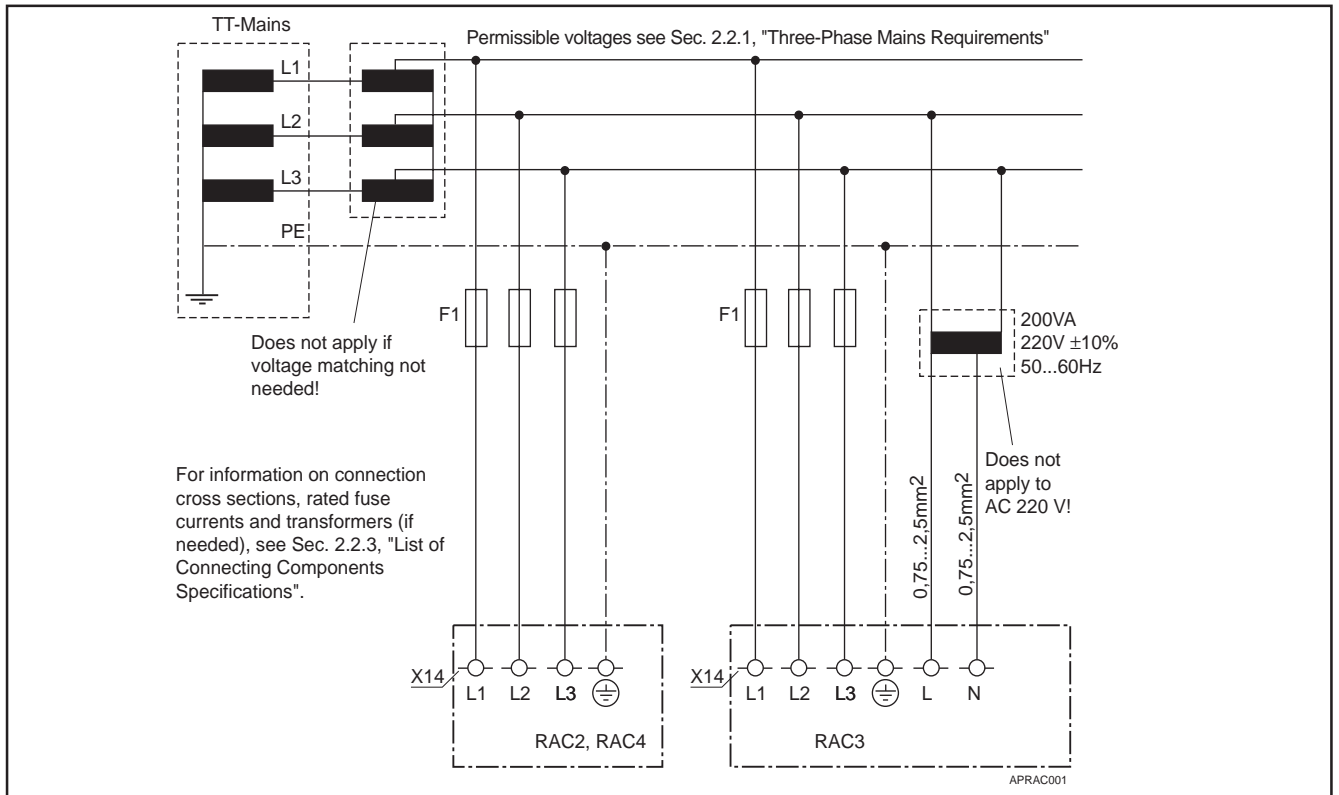 TT-Mains
Permissible voltages see Sec. 2.2.1, "Three-Phase Mains Requirements"
L1
L2
L3
PE
Does not apply if
voltage matching not
needed!
F1
F1
200VA
220V ±10%
50...60Hz
Does not
apply to
AC 220 V!
For information on connection
cross sections, rated fuse
currents and transformers (if
needed), see Sec. 2.2.3, "List of
Connecting Components
Specifications".
0,75...2,5mm2
0,75...2,5mm2
X14
L1 L2 L3
RAC2, RAC4
X14
L1 L2 L3 L N
RAC3
APRAC001